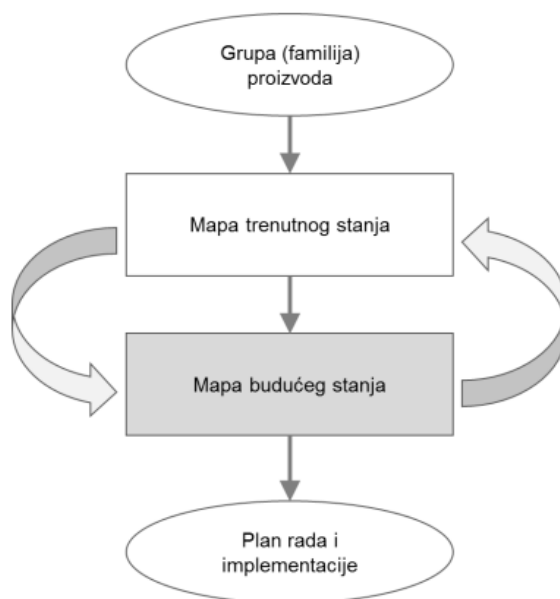 Grupa (familija)
proizvoda
Mapa trenutnog stanja
Mapa budućeg stanja
Plan rada i
implementacije